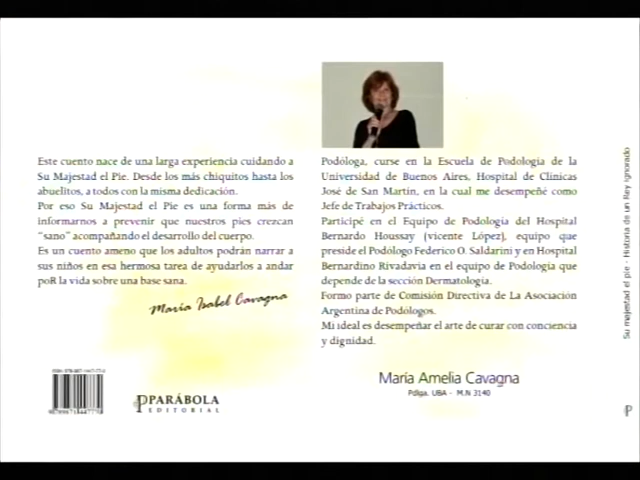 Este cuento nace de una larga experiencia cuidando a
Su Majestad el Pie. Desde los más chiquitos hasta los
abuelitos, a todos con la misma dedicación.
Por eso Su Majestad el Pie es una forma más de
informarnos a prevenir que nuestros pies crezcan
"sano" acompañando el desarrollo del cuerpo.
Es un cuento ameno que los adultos podrán narrar a
sus niños en esa hermosa tarea de ayudarlos a andar
poR la vida sobre una base sana.
María Isabel Cavagna
PARÁBOLA
EDITORIAL
Podóloga, curse en la Escuela de Podología de la
Universidad de Buenos Aires, Hospital de Clínicas
José de San Martín, en la cual me desempeñé como
Jefe de Trabajos Prácticos.
Participé en el Equipo de Podología del Hospital
Bernardo Houssay (vicente López), equipo que
preside el Podólogo Federico O. Saldarini y en Hospital
Bernardino Rivadavia en el equipo de Podología que
depende de la sección Dermatología.
Formo parte de Comisión Directiva de La Asociación
Argentina de Podólogos.
Mi ideal es desempeñar el arte de curar con conciencia
y dignidad.
María Amelia Cavagna
Pdlga. UBA - M.N 3140
Su majestad el pie - Historia de un Rey ignorado